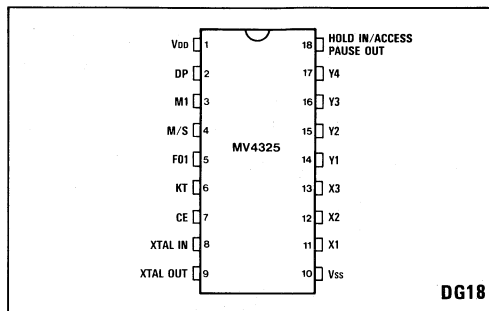 VDD 1
DP 2
M1 3
M/S 4
F01 5
KT 6
CE 7
XTAL IN 8
XTAL OUT 9
MV4325
18 HOLD IN/ACCESS
PAUSE OUT
17 Y4
16 Y3
15 Y2
14 Y1
13 X3
12 X2
11 X1
10 VSS
DG18